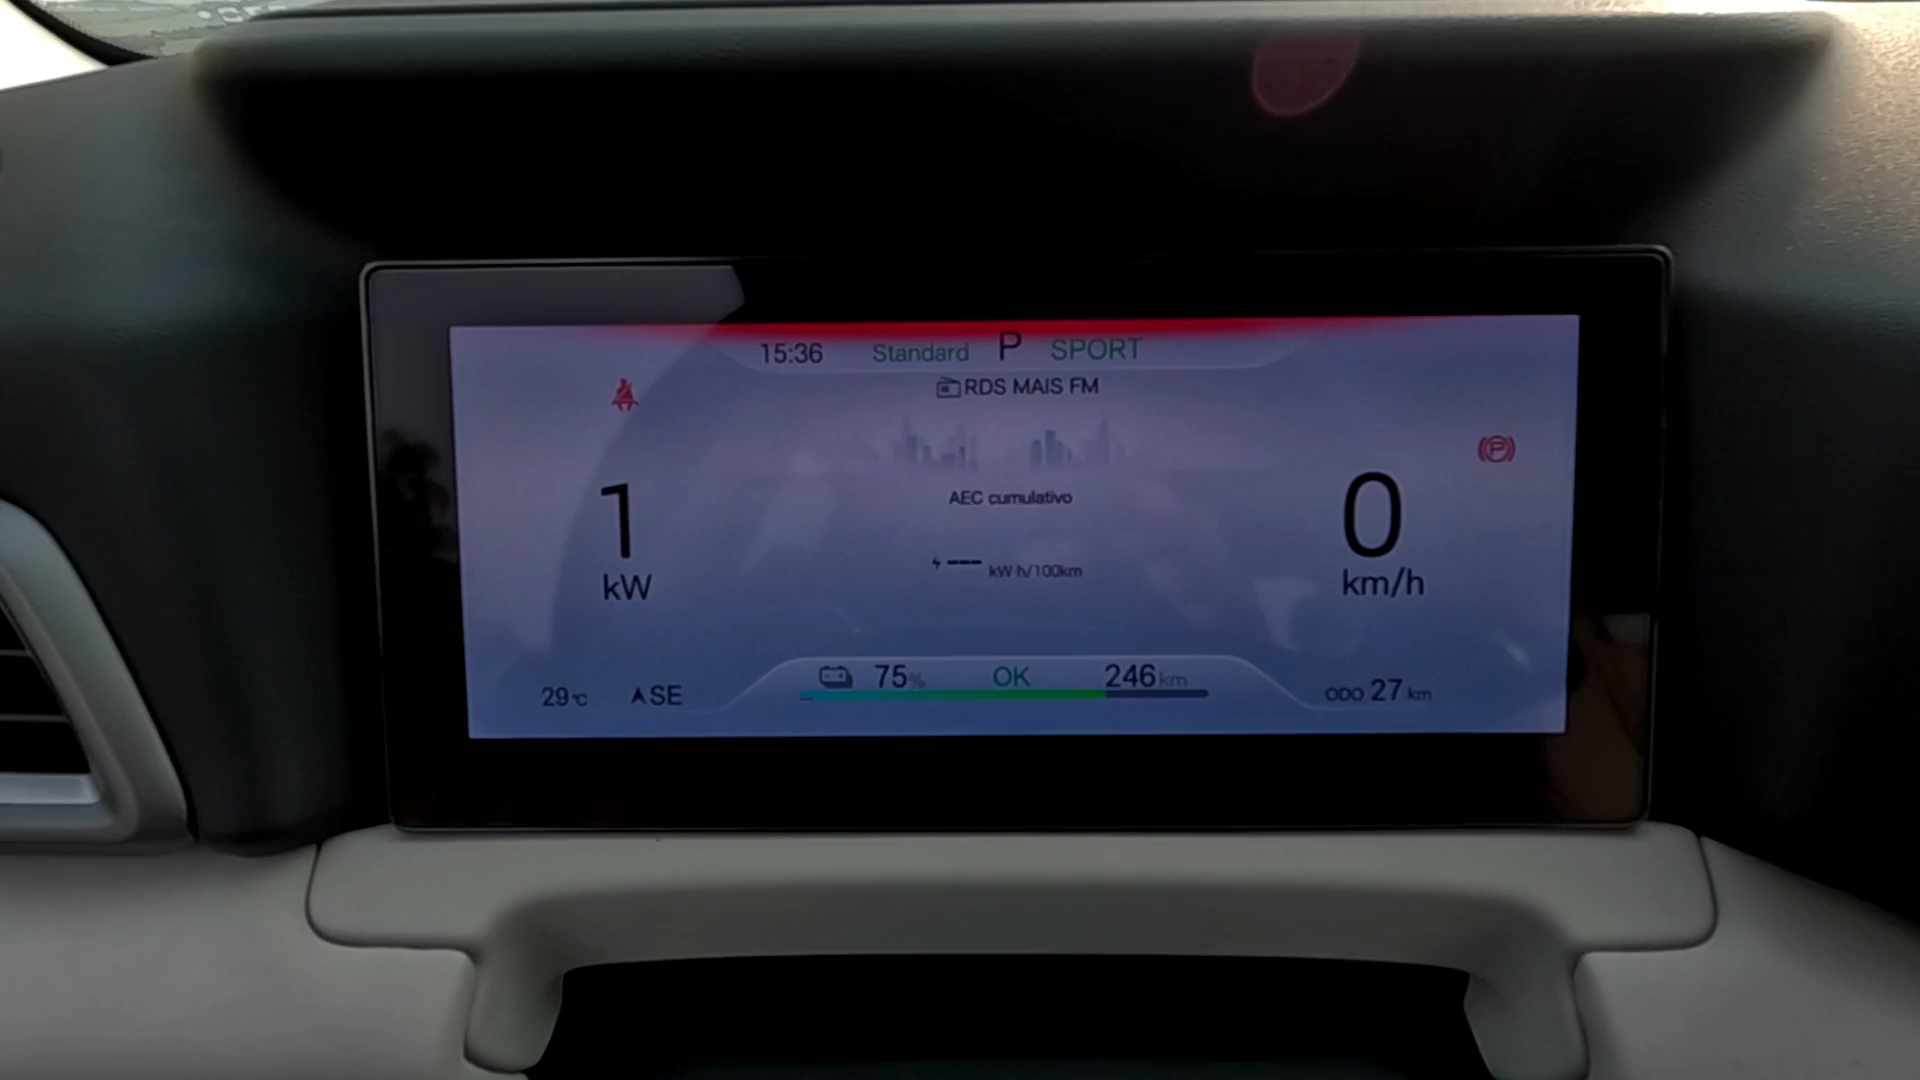 15:36 Standard P SPORT
RDS MAIS FM
AEC cumulativo
1
kW
0
km/h
--- kW·h/100km
75% OK 246km
29℃ SE
ODO 27 km